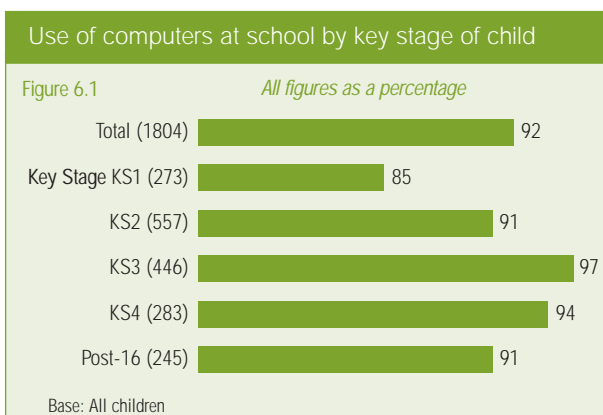 Use of computers at school by key stage of child
Figure 6.1 All figures as a percentage
Total (1804) 92
Key Stage KS1 (273) 85
KS2 (557) 91
KS3 (446) 97
KS4 (283) 94
Post-16 (245) 91
Base: All children